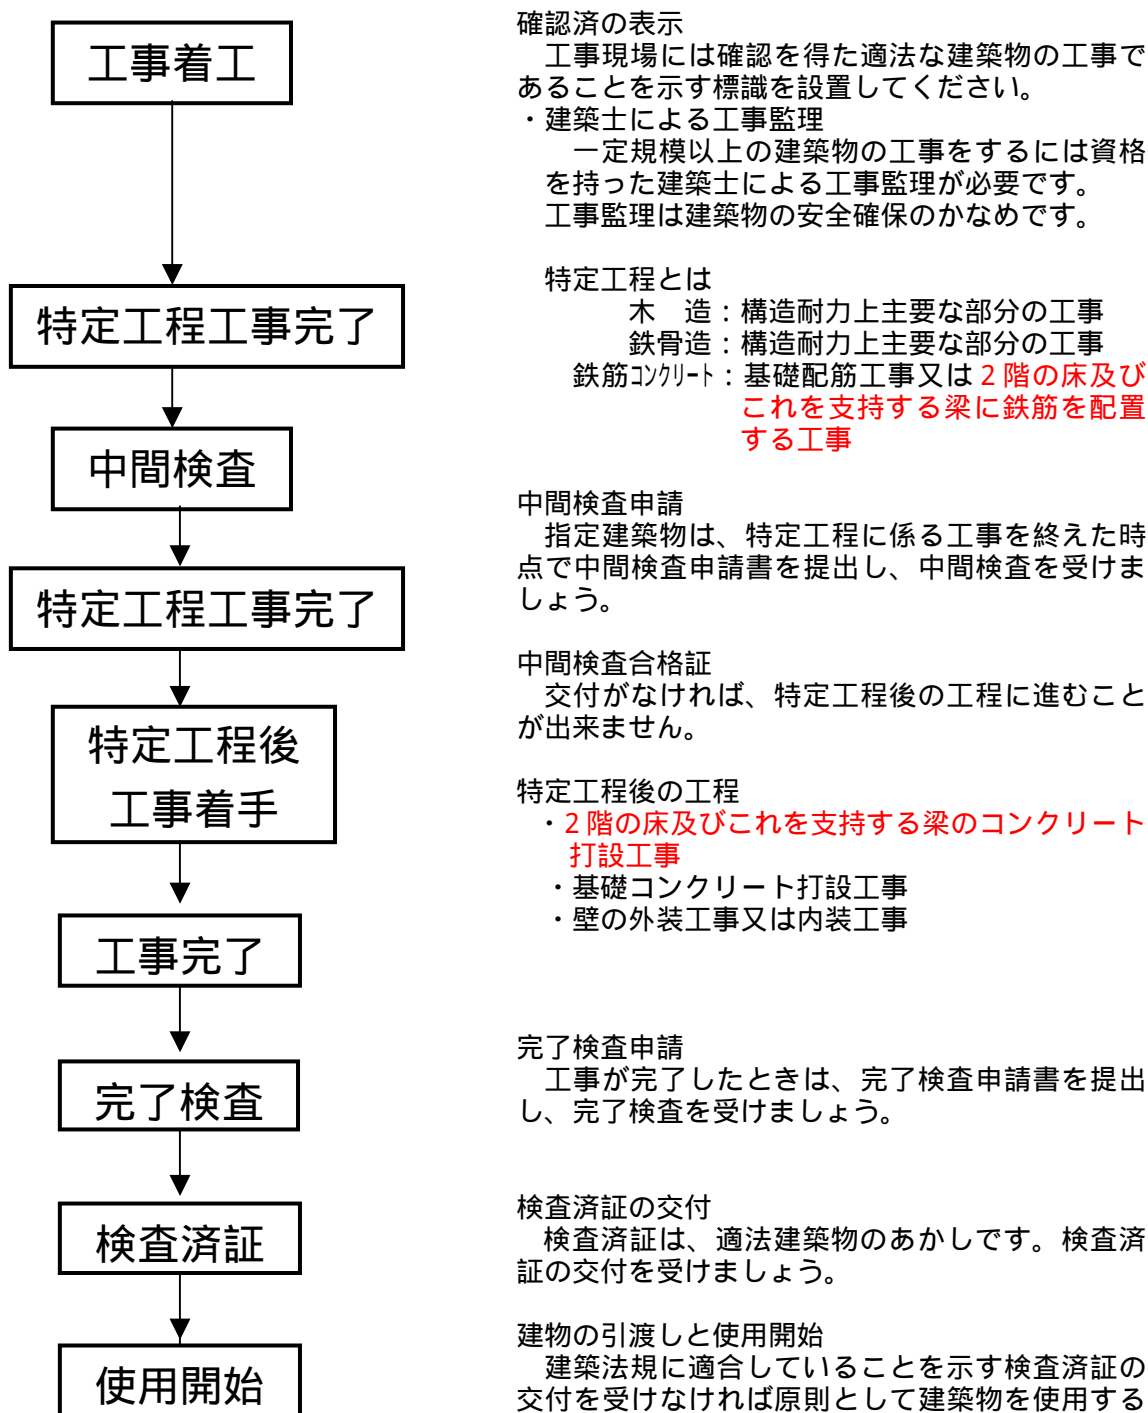 工事着工
特定工程工事完了
中間検査
特定工程工事完了
特定工程後
工事着手
工事完了
完了検査
検査済証
使用開始
確認済の表示
工事現場には確認を得た適法な建築物の工事で
あることを示す標識を設置してください。
・建築士による工事監理
一定規模以上の建築物の工事をするには資格
を持った建築士による工事監理が必要です。
工事監理は建築物の安全確保のかなめです。
特定工程とは
木　造：構造耐力上主要な部分の工事
鉄骨造：構造耐力上主要な部分の工事
鉄筋ｺﾝｸﾘｰﾄ：基礎配筋工事又は２階の床及び
これを支持する梁に鉄筋を配置
する工事
中間検査申請
指定建築物は、特定工程に係る工事を終えた時
点で中間検査申請書を提出し、中間検査を受けま
しょう。
中間検査合格証
交付がなければ、特定工程後の工程に進むこと
が出来ません。
特定工程後の工程
・２階の床及びこれを支持する梁のコンクリート
打設工事
・基礎コンクリート打設工事
・壁の外装工事又は内装工事
完了検査申請
工事が完了したときは、完了検査申請書を提出
し、完了検査を受けましょう。
検査済証の交付
検査済証は、適法建築物のあかしです。検査済
証の交付を受けましょう。
建物の引渡しと使用開始
建築法規に適合していることを示す検査済証の
交付を受けなければ原則として建築物を使用する